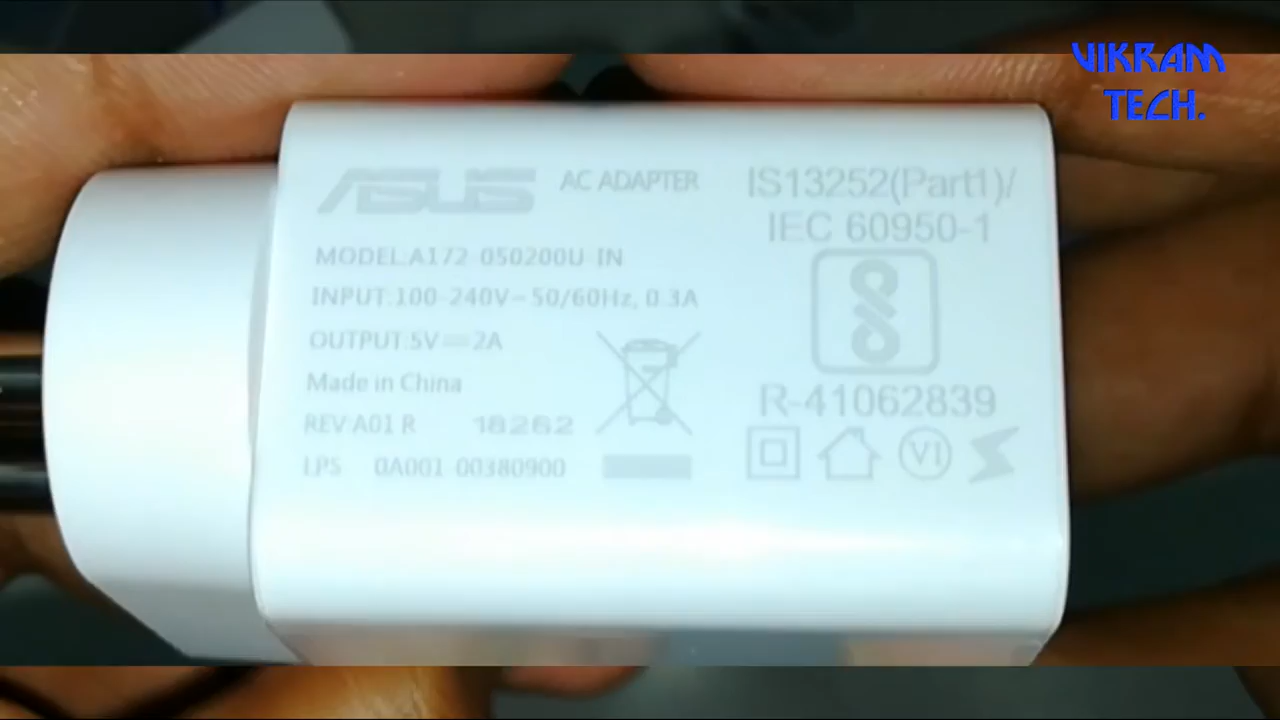 VIKRAM
TECH.
ASUS AC ADAPTER
MODEL:A172 050200U IN
INPUT:100-240V~50/60Hz, 0.3A
OUTPUT:5V⎓2A
Made in China
REV A01 R 18262
LPS 0A001 00380900
IS13252(Part1)/
IEC 60950-1
R-41062839
VI